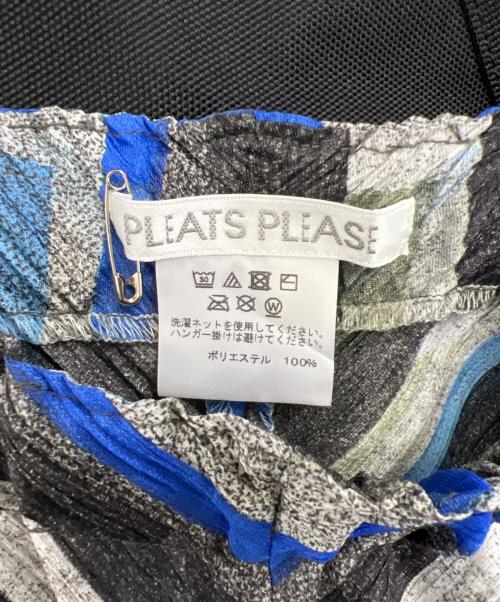 PLEATS PLEASE
30
W
洗濯ネットを使用してください。
ハンガー掛けは避けてください。
ポリエステル 100%